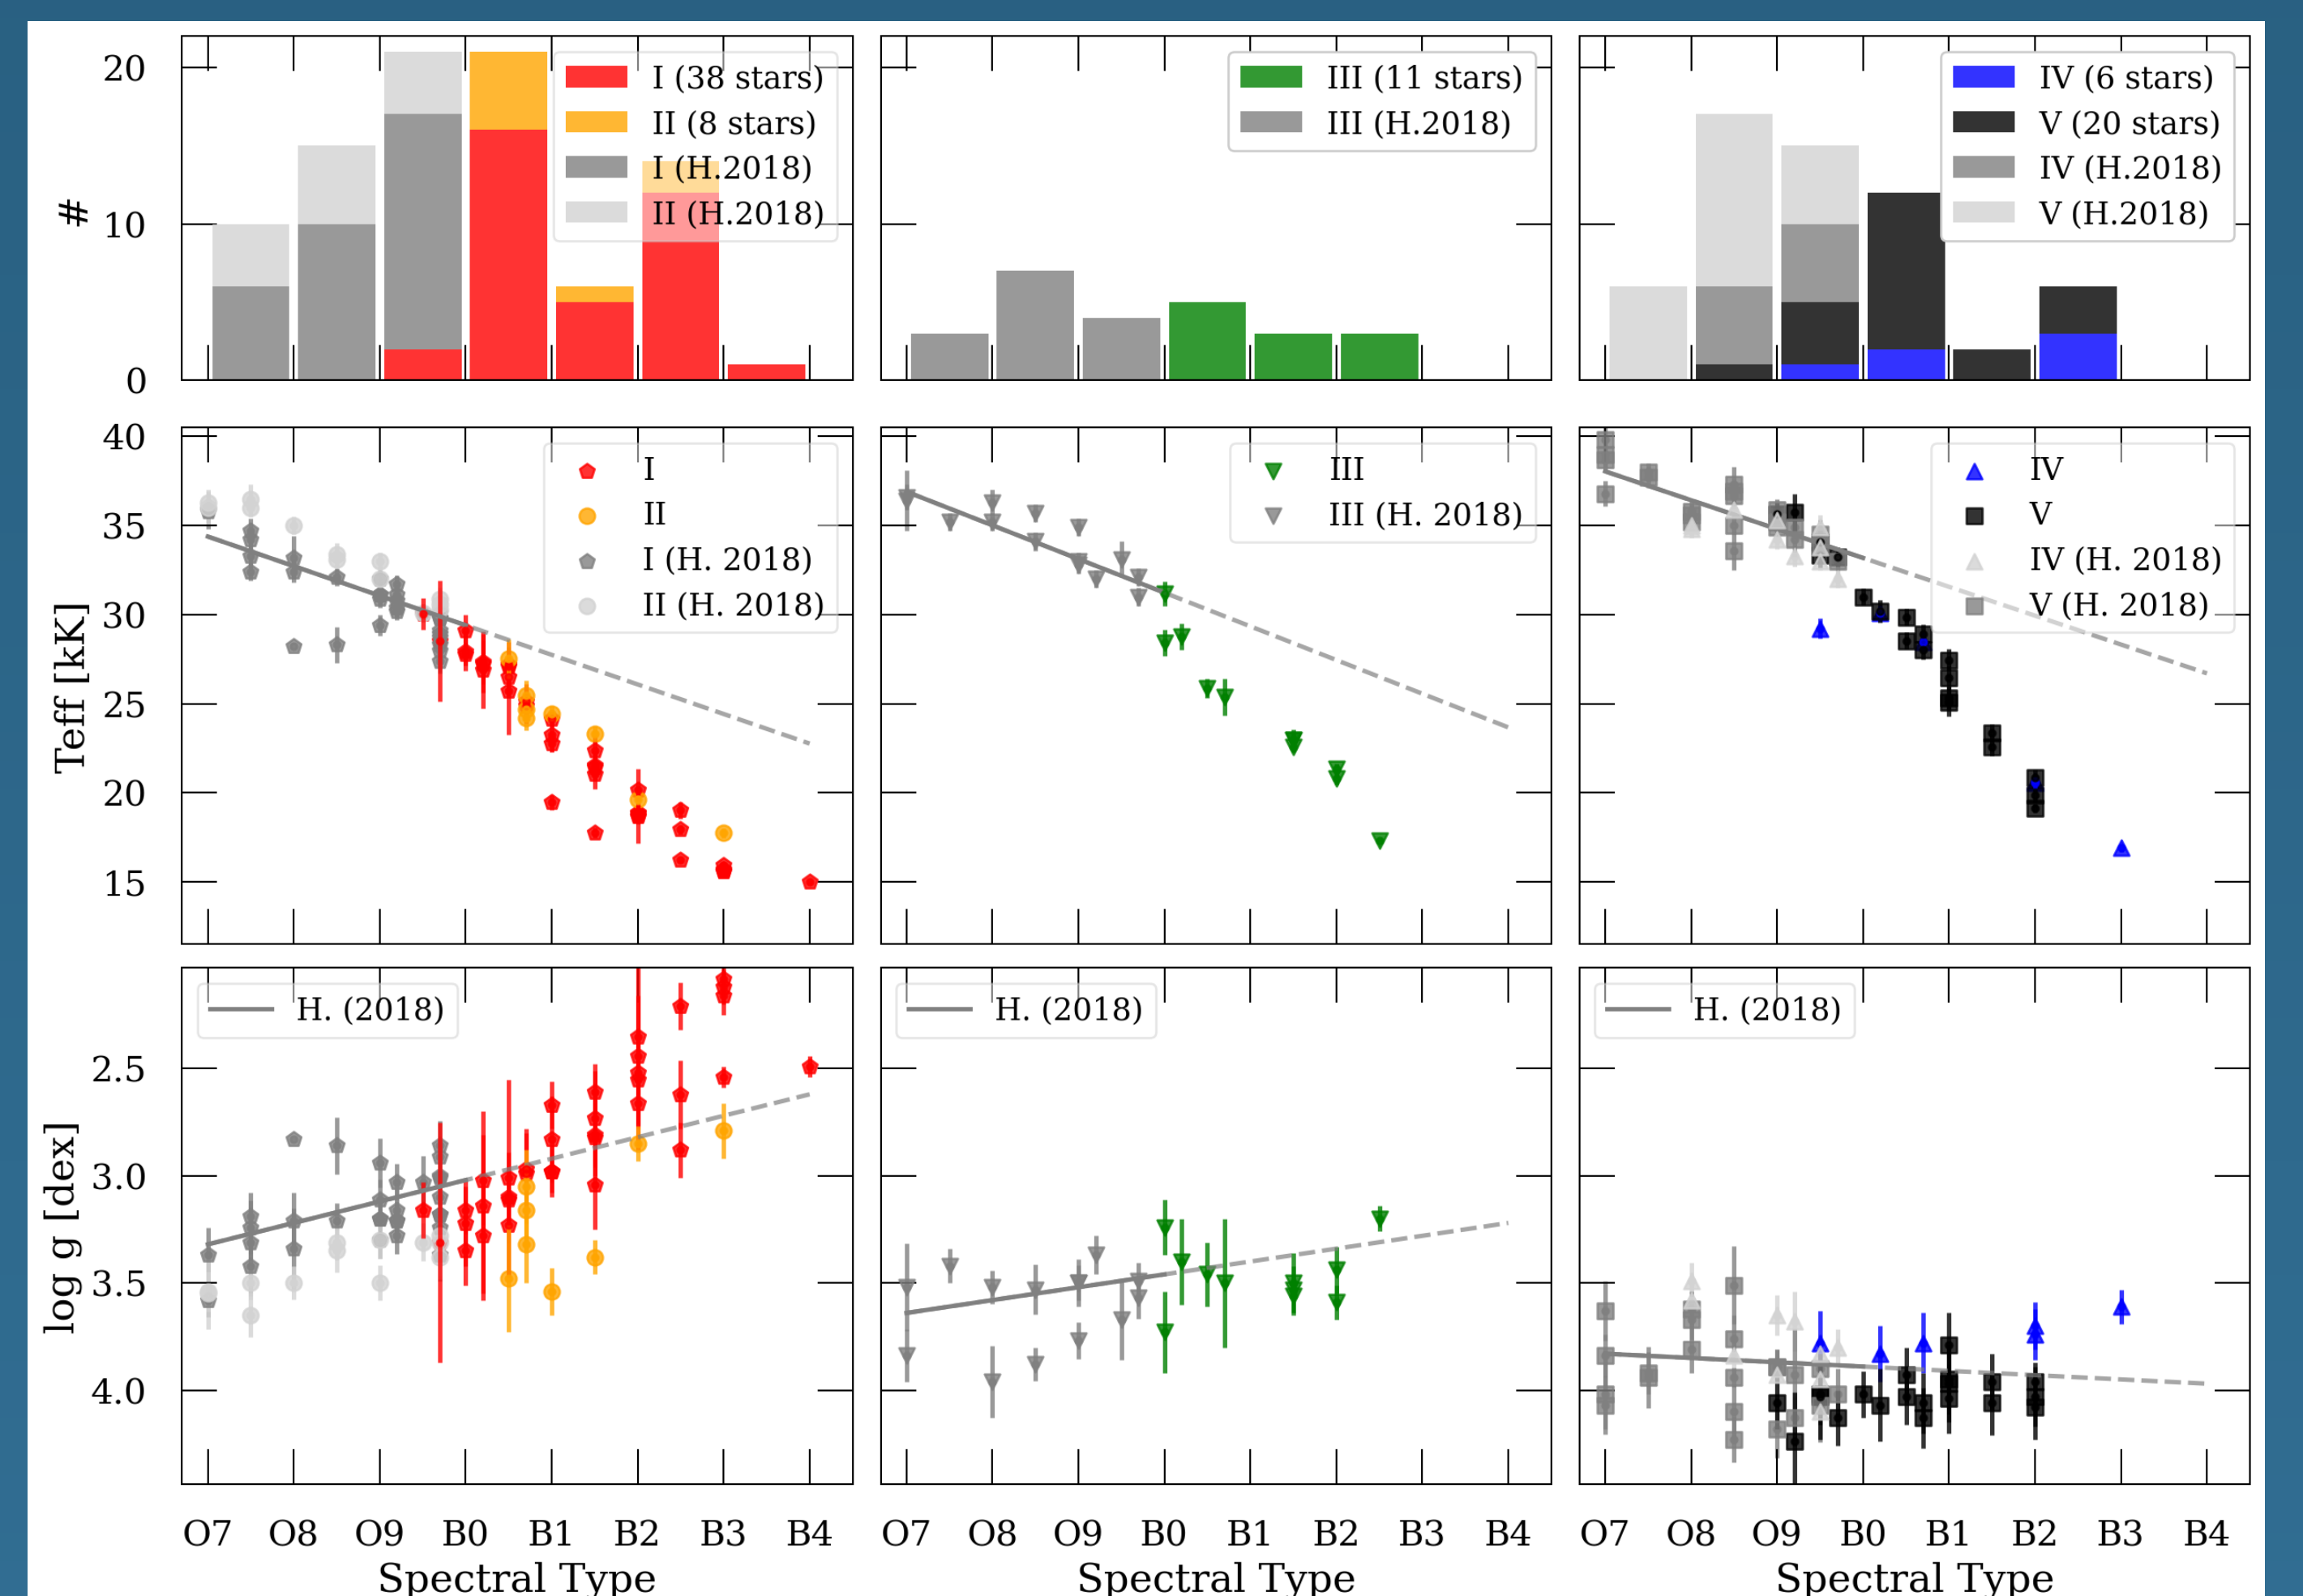 #
20
10
0
I (38 stars)
II (8 stars)
I (H.2018)
II (H.2018)
III (11 stars)
III (H.2018)
IV (6 stars)
V (20 stars)
IV (H.2018)
V (H.2018)
Teff [kK]
40
35
30
25
20
15
I
II
I (H. 2018)
II (H. 2018)
III
III (H. 2018)
IV
V
IV (H. 2018)
V (H. 2018)
log g [dex]
2.5
3.0
3.5
4.0
H. (2018)
H. (2018)
H. (2018)
O7 O8 O9 B0 B1 B2 B3 B4
O7 O8 O9 B0 B1 B2 B3 B4
O7 O8 O9 B0 B1 B2 B3 B4
Spectral Type
Spectral Type
Spectral Type